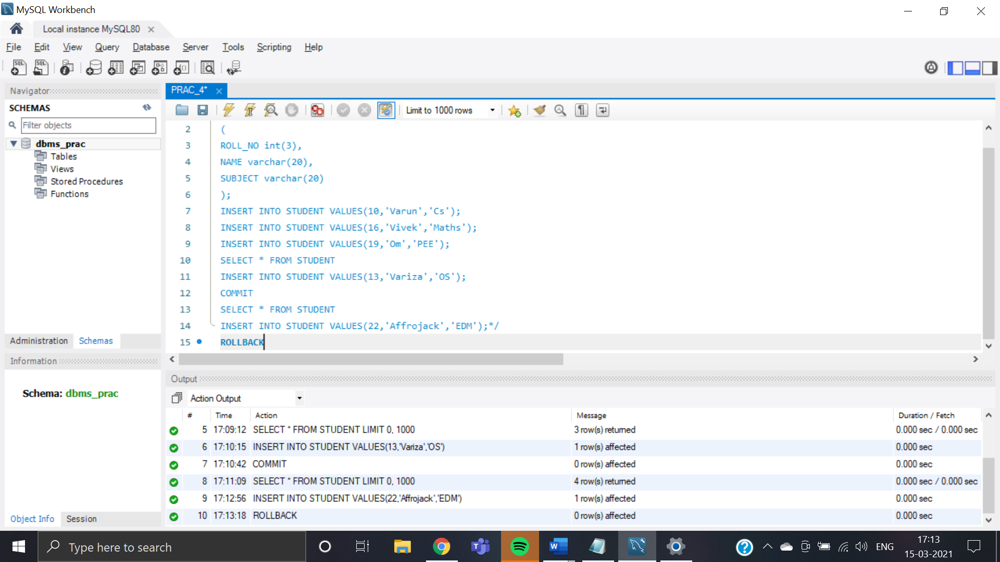 MySQL Workbench
Local instance MySQL80
File Edit View Query Database Server Tools Scripting Help
SQL SQL
Navigator
PRAC_4*
SCHEMAS
Limit to 1000 rows
Filter objects
dbms_prac
Tables
Views
Stored Procedures
Functions
2 (
3 ROLL_NO int(3),
4 NAME varchar(20),
5 SUBJECT varchar(20)
6 );
7 INSERT INTO STUDENT VALUES(10,'Varun','Cs');
8 INSERT INTO STUDENT VALUES(16,'Vivek','Maths');
9 INSERT INTO STUDENT VALUES(19,'Om','PEE');
10 SELECT * FROM STUDENT
11 INSERT INTO STUDENT VALUES(13,'Variza','OS');
12 COMMIT
13 SELECT * FROM STUDENT
14 INSERT INTO STUDENT VALUES(22,'Affrojack','EDM');*/
15 ROLLBACK
Administration Schemas
Information
Schema: dbms_prac
Object Info Session
Output
Action Output
# Time Action Message Duration / Fetch
5 17:09:12 SELECT * FROM STUDENT LIMIT 0, 1000 3 row(s) returned 0.000 sec / 0.000 sec
6 17:10:15 INSERT INTO STUDENT VALUES(13,'Variza','OS') 1 row(s) affected 0.000 sec
7 17:10:42 COMMIT 0 row(s) affected 0.000 sec
8 17:11:09 SELECT * FROM STUDENT LIMIT 0, 1000 4 row(s) returned 0.000 sec / 0.000 sec
9 17:12:56 INSERT INTO STUDENT VALUES(22,'Affrojack','EDM') 1 row(s) affected 0.000 sec
10 17:13:18 ROLLBACK 0 row(s) affected 0.000 sec
Type here to search
ENG
17:13
15-03-2021